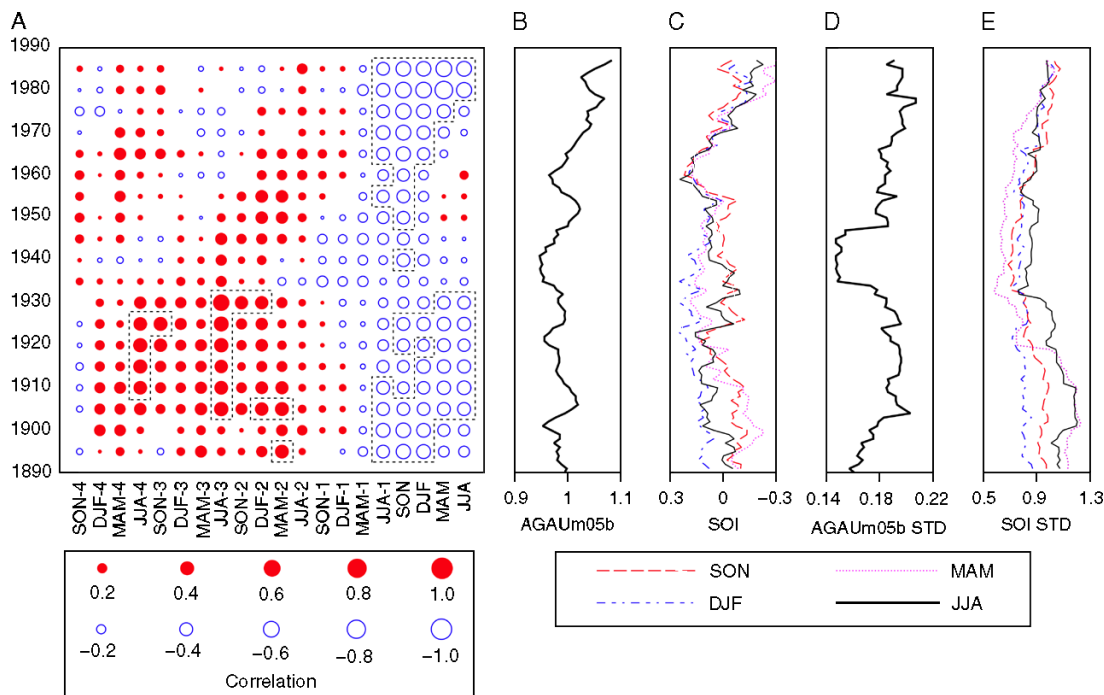 A
B
C
D
E
1990
1980
1970
1960
1950
1940
1930
1920
1910
1900
1890
SON-4
DJF-4
MAM-4
JJA-4
SON-3
DJF-3
MAM-3
JJA-3
SON-2
DJF-2
MAM-2
JJA-2
SON-1
DJF-1
MAM-1
JJA-1
SON
DJF
MAM
JJA
0.9 1 1.1
AGAUm05b
0.3 0 −0.3
SOI
0.14 0.18 0.22
AGAUm05b STD
0.5 0.9 1.3
SOI STD
0.2 0.4 0.6 0.8 1.0
−0.2 −0.4 −0.6 −0.8 −1.0
Correlation
SON MAM
DJF JJA